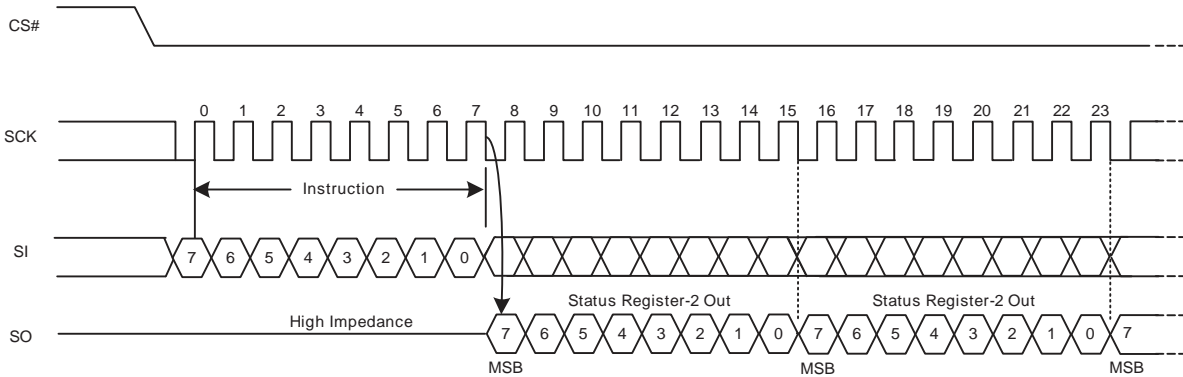 CS#
0 1 2 3 4 5 6 7 8 9 10 11 12 13 14 15 16 17 18 19 20 21 22 23
SCK
Instruction
SI
7 6 5 4 3 2 1 0
Status Register-2 Out Status Register-2 Out
High Impedance
SO
7 6 5 4 3 2 1 0 7 6 5 4 3 2 1 0 7
MSB MSB MSB